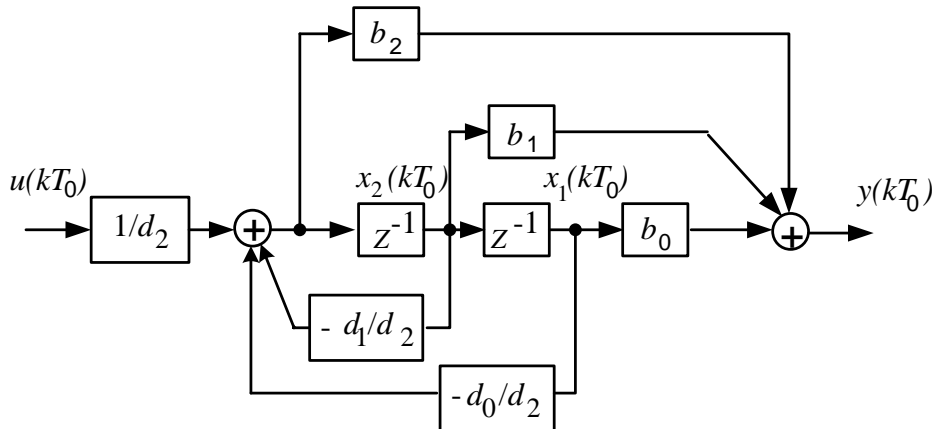 b₂
b₁
u(kT₀)
x₂(kT₀)
x₁(kT₀)
y(kT₀)
1/d₂
+
z⁻¹
z⁻¹
b₀
+
- d₁/d₂
- d₀/d₂